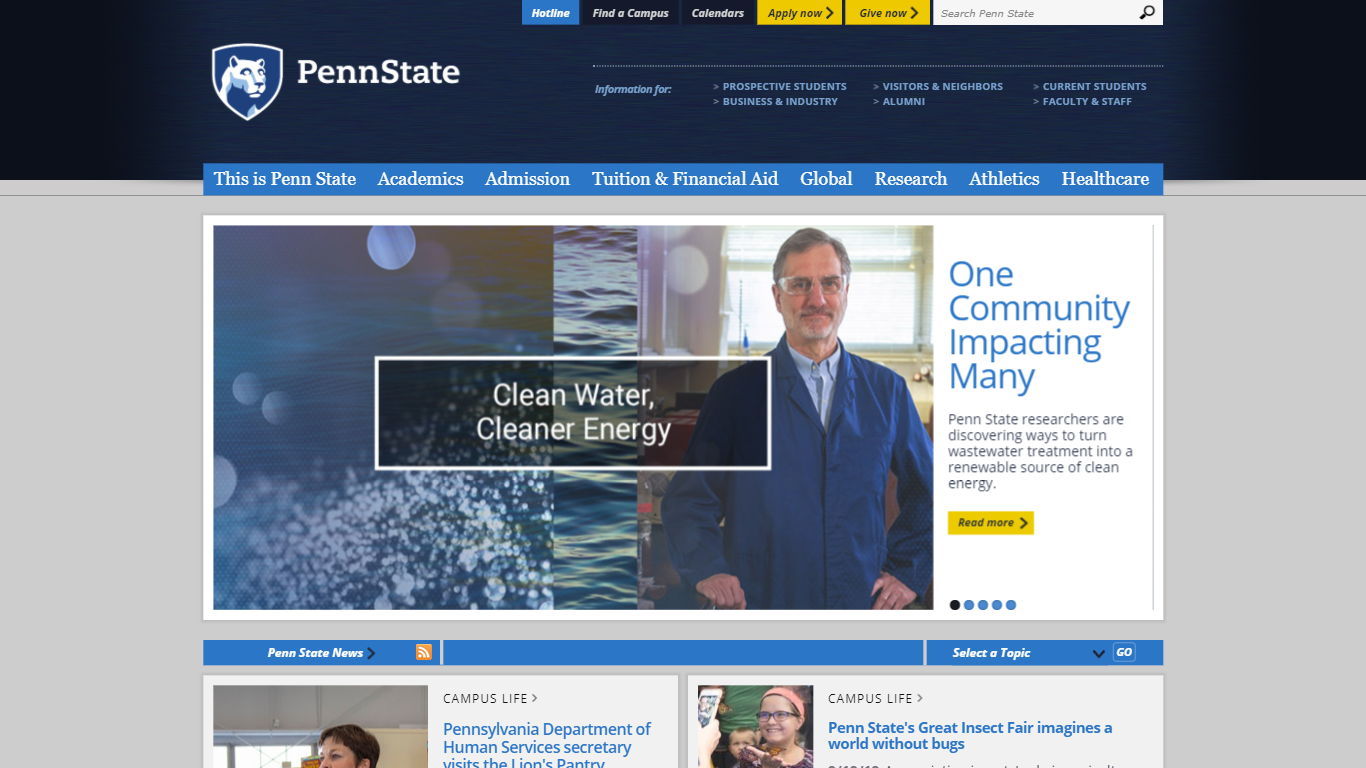 Hotline
Find a Campus
Calendars
Apply now
Give now
Search Penn State
PennState
Information for:
> PROSPECTIVE STUDENTS
> VISITORS & NEIGHBORS
> CURRENT STUDENTS
> BUSINESS & INDUSTRY
> ALUMNI
> FACULTY & STAFF
This is Penn State
Academics
Admission
Tuition & Financial Aid
Global
Research
Athletics
Healthcare
Clean Water,
Cleaner Energy
One
Community
Impacting
Many
Penn State researchers are
discovering ways to turn
wastewater treatment into a
renewable source of clean
energy.
Read more
Penn State News
Select a Topic
GO
CAMPUS LIFE
Pennsylvania Department of
Human Services secretary
visits the Lion's Pantry
CAMPUS LIFE
Penn State's Great Insect Fair imagines a
world without bugs